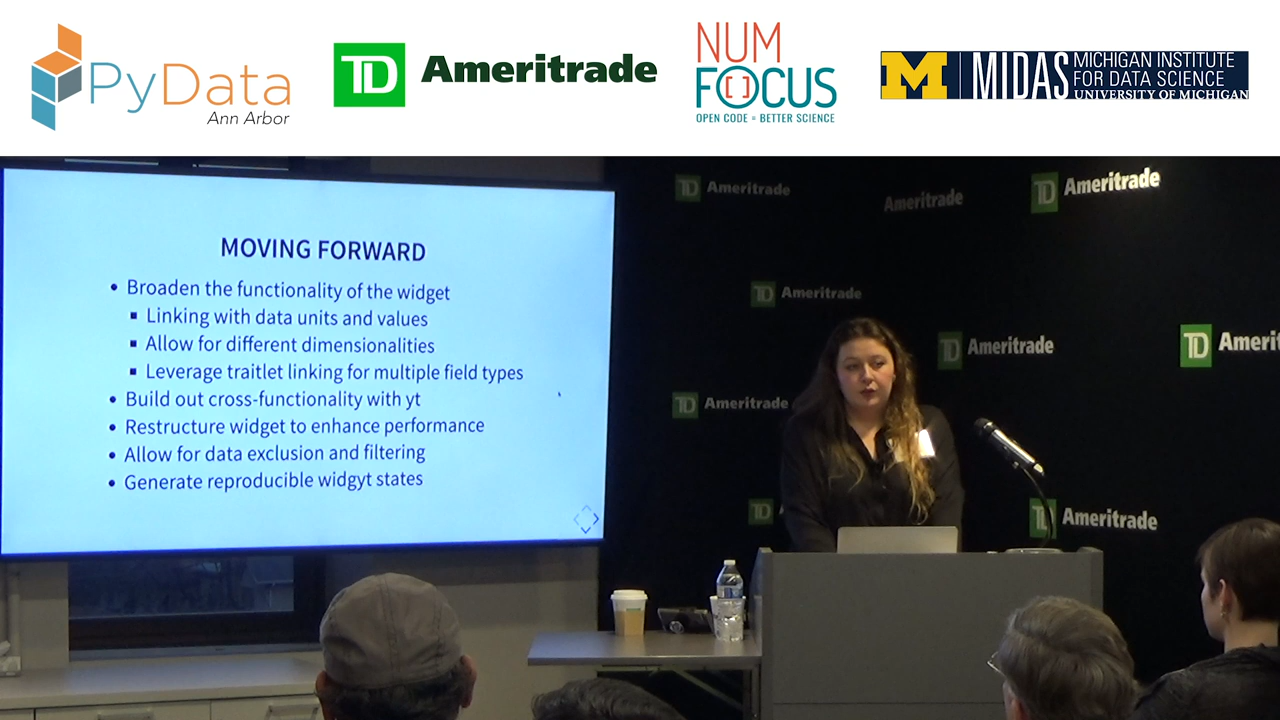 PyData
Ann Arbor
TD Ameritrade
NUM
FOCUS
OPEN CODE = BETTER SCIENCE
M MIDAS
MICHIGAN INSTITUTE
FOR DATA SCIENCE
UNIVERSITY OF MICHIGAN
MOVING FORWARD
• Broaden the functionality of the widget
▪ Linking with data units and values
▪ Allow for different dimensionalities
▪ Leverage traitlet linking for multiple field types
• Build out cross-functionality with yt
• Restructure widget to enhance performance
• Allow for data exclusion and filtering
• Generate reproducible widgyt states
TD Ameritrade
Ameritrade
TD Ameritrade
TD Ameritrade
TD Ameritrade
TD Ameri
TD Ameritrade
TD
TD Ameritrade